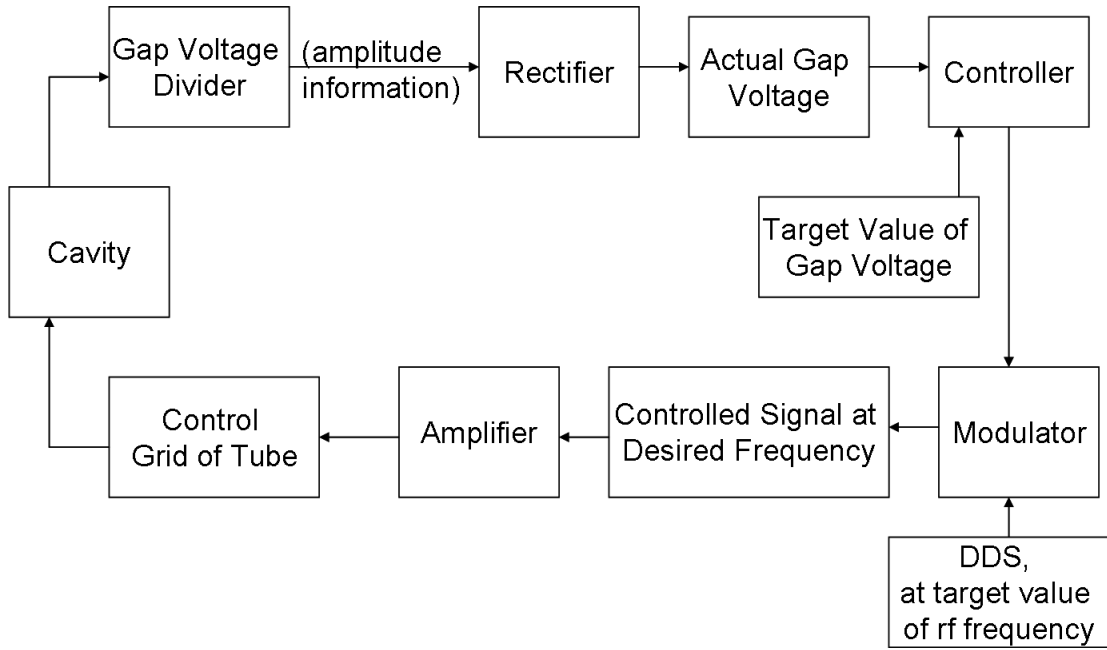 Gap Voltage
Divider
(amplitude
information)
Rectifier
Actual Gap
Voltage
Controller
Cavity
Target Value of
Gap Voltage
Control
Grid of Tube
Amplifier
Controlled Signal at
Desired Frequency
Modulator
DDS,
at target value
of rf frequency